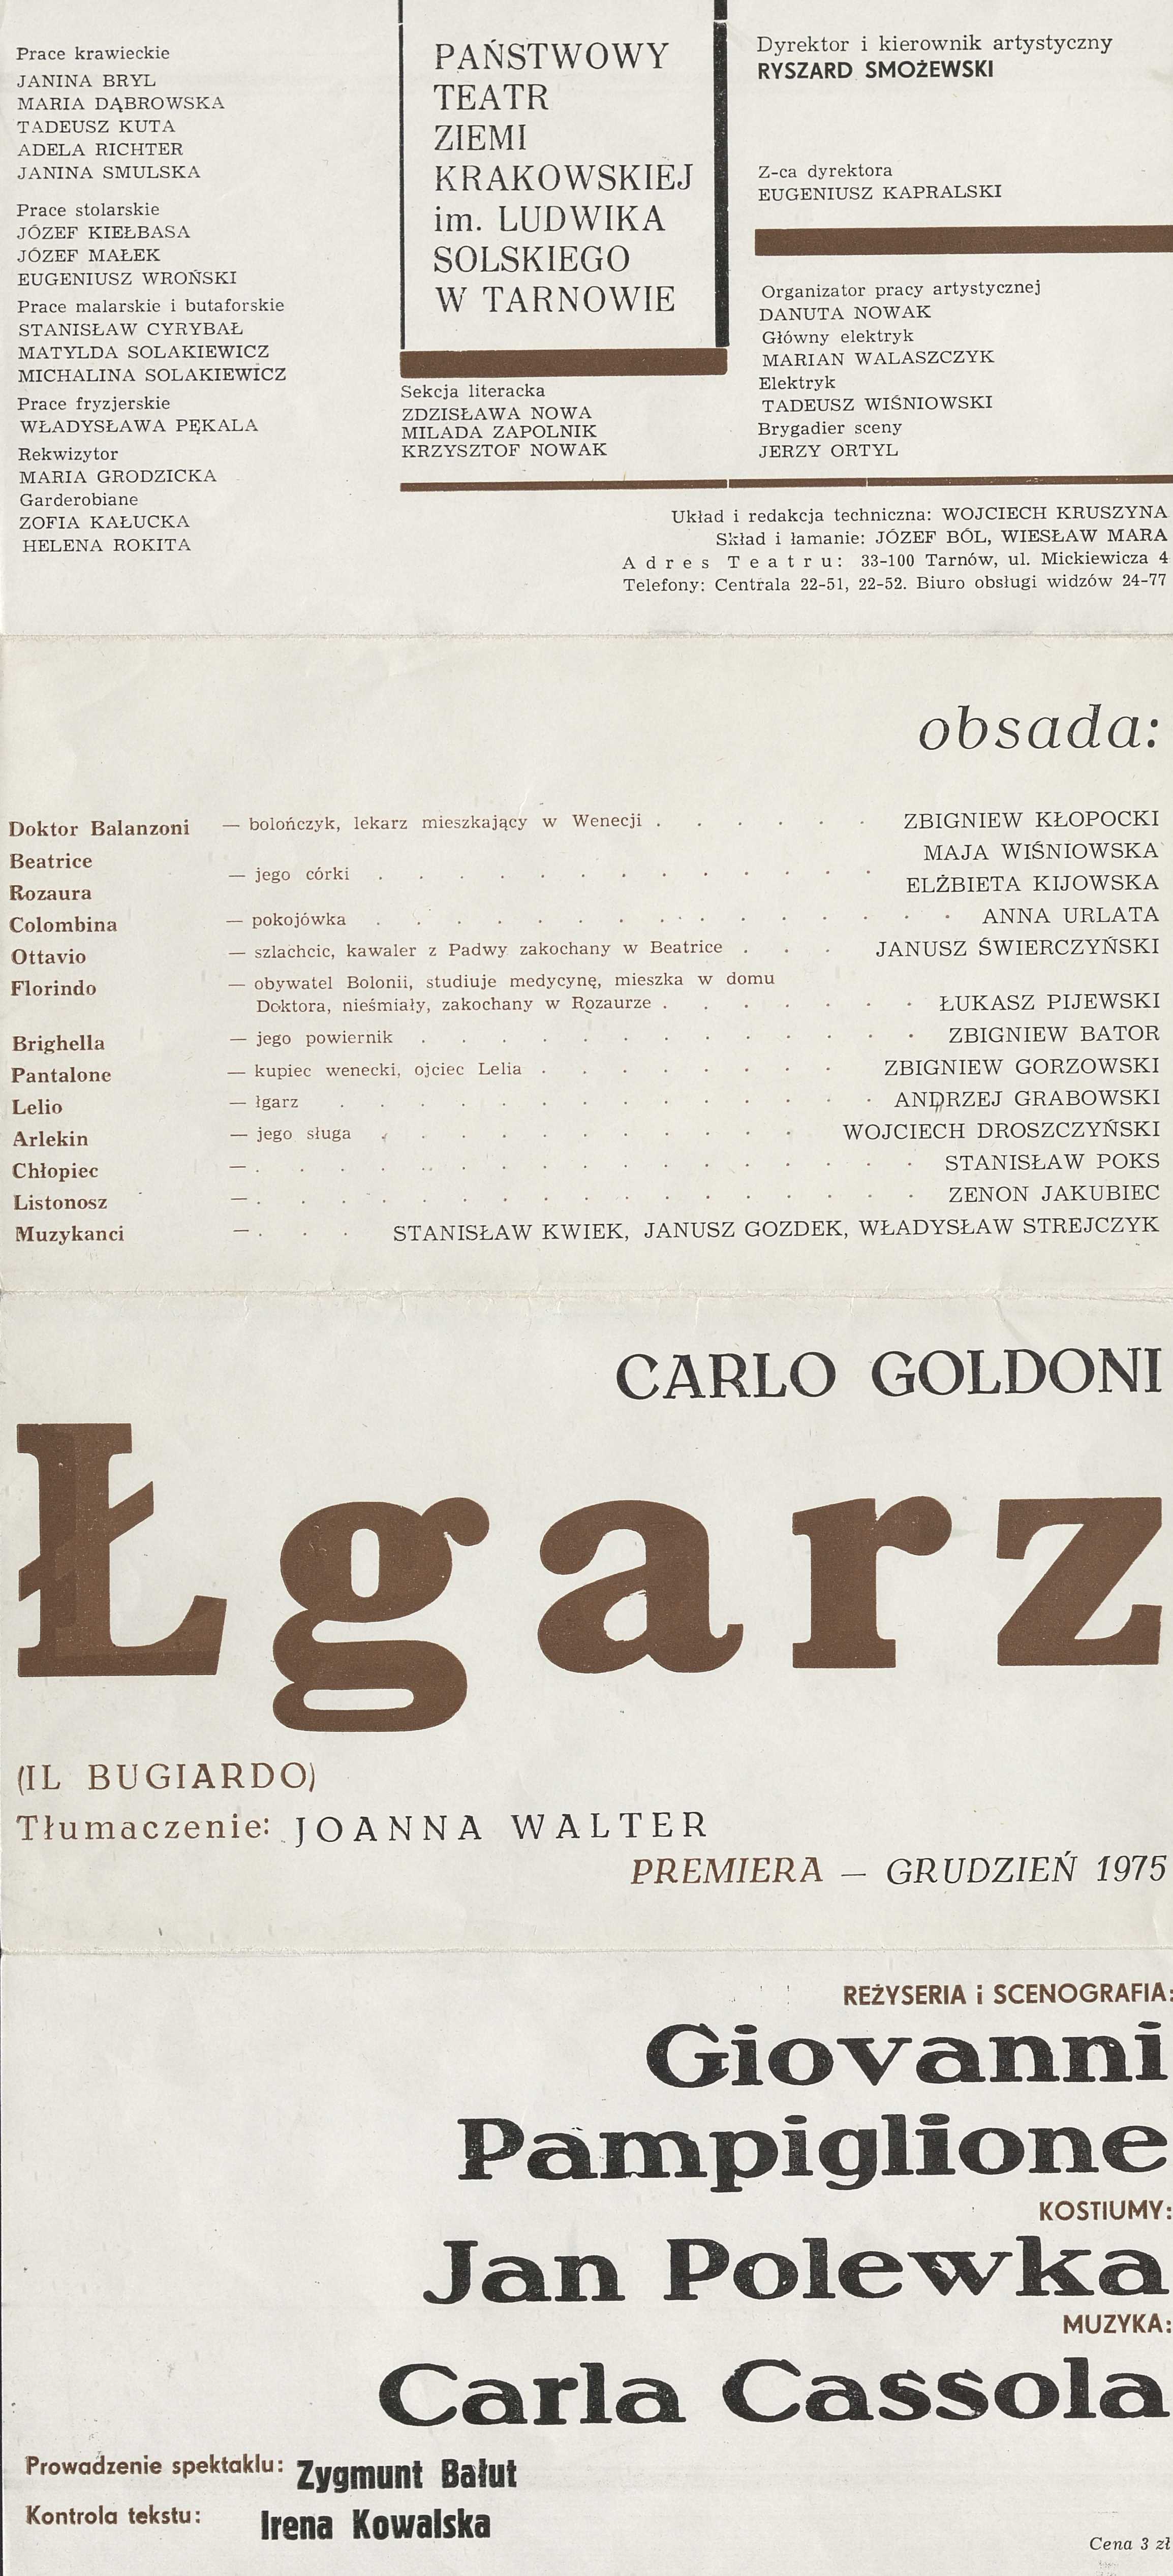 Prace krawieckie
JANINA BRYL
MARIA DĄBROWSKA
TADEUSZ KUTA
ADELA RICHTER
JANINA SMULSKA
Prace stolarskie
JÓZEF KIEŁBASA
JÓZEF MAŁEK
EUGENIUSZ WROŃSKI
Prace malarskie i butaforskie
STANISŁAW CYRYBAŁ
MATYLDA SOLAKIEWICZ
MICHALINA SOLAKIEWICZ
Prace fryzjerskie
WŁADYSŁAWA PĘKALA
Rekwizytor
MARIA GRODZICKA
Garderobiane
ZOFIA KAŁUCKA
HELENA ROKITA
PAŃSTWOWY
TEATR
ZIEMI
KRAKOWSKIEJ
im. LUDWIKA
SOLSKIEGO
W TARNOWIE
Sekcja literacka
ZDZISŁAWA NOWA
MILADA ZAPOLNIK
KRZYSZTOF NOWAK
Dyrektor i kierownik artystyczny
RYSZARD SMOŻEWSKI
Z-ca dyrektora
EUGENIUSZ KAPRALSKI
Organizator pracy artystycznej
DANUTA NOWAK
Główny elektryk
MARIAN WALASZCZYK
Elektryk
TADEUSZ WIŚNIOWSKI
Brygadier sceny
JERZY ORTYL
Układ i redakcja techniczna: WOJCIECH KRUSZYNA
Skład i łamanie: JÓZEF BÓL, WIESŁAW MARA
Adres Teatru: 33-100 Tarnów, ul. Mickiewicza 4
Telefony: Centrala 22-51, 22-52. Biuro obsługi widzów 24-77
obsada:
Doktor Balanzoni — bolończyk, lekarz mieszkający w Wenecji . . . . . . ZBIGNIEW KŁOPOCKI
Beatrice MAJA WIŚNIOWSKA
— jego córki . . . . . . . . . . .
Rozaura ELŻBIETA KIJOWSKA
Colombina — pokojówka . . . . . . . . . . . . ANNA URLATA
Ottavio — szlachcic, kawaler z Padwy zakochany w Beatrice . . . JANUSZ ŚWIERCZYŃSKI
Florindo — obywatel Bolonii, studiuje medycynę, mieszka w domu
Doktora, nieśmiały, zakochany w Rozaurze . . . . . . . ŁUKASZ PIJEWSKI
Brighella — jego powiernik . . . . . . . . . . . ZBIGNIEW BATOR
Pantalone — kupiec wenecki, ojciec Lelia . . . . . . . . ZBIGNIEW GORZOWSKI
Lelio — łgarz . . . . . . . . . . . . ANDRZEJ GRABOWSKI
Arlekin — jego sługa . . . . . . . . . WOJCIECH DROSZCZYŃSKI
Chłopiec — . . . . . . . . . . . . . . STANISŁAW POKS
Listonosz — . . . . . . . . . . . . . . ZENON JAKUBIEC
Muzykanci — . . . STANISŁAW KWIEK, JANUSZ GOZDEK, WŁADYSŁAW STREJCZYK
CARLO GOLDONI
Łgarz
(IL BUGIARDO)
Tłumaczenie: JOANNA WALTER
PREMIERA — GRUDZIEŃ 1975
REŻYSERIA i SCENOGRAFIA:
Giovanni
Pampiglione
KOSTIUMY:
Jan Polewka
MUZYKA:
Carla Cassola
Prowadzenie spektaklu: Zygmunt Bałut
Kontrola tekstu: Irena Kowalska
Cena 3 zł